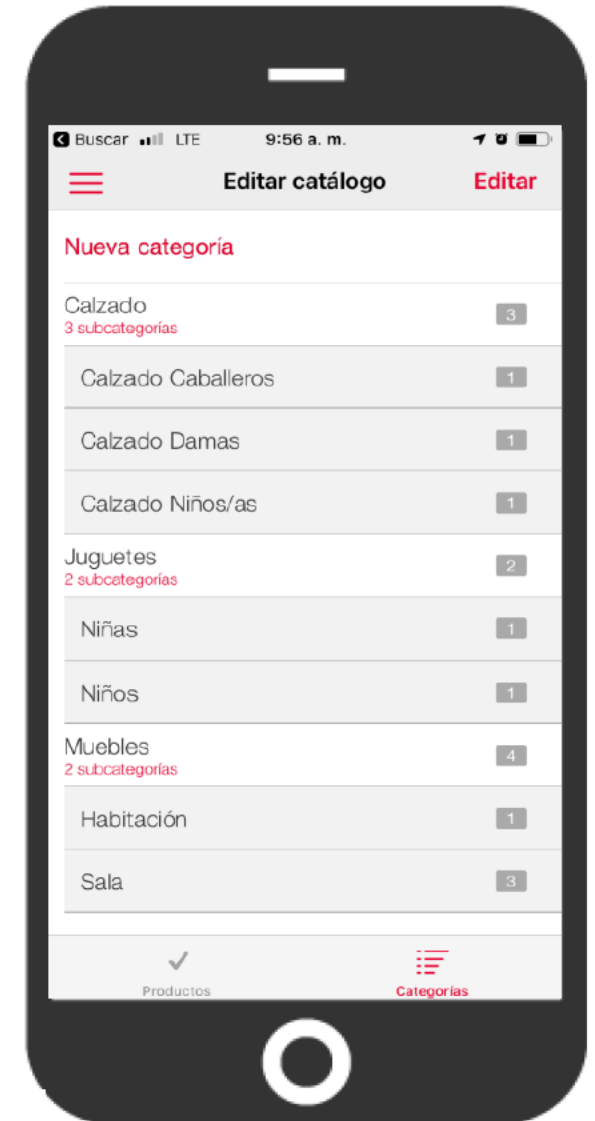 Buscar LTE 9:56 a. m.
Editar catálogo Editar
Nueva categoría
Calzado 3
3 subcategorías
Calzado Caballeros 1
Calzado Damas 1
Calzado Niños/as 1
Juguetes 2
2 subcategorías
Niñas 1
Niños 1
Muebles 4
2 subcategorías
Habitación 1
Sala 3
Productos Categorías